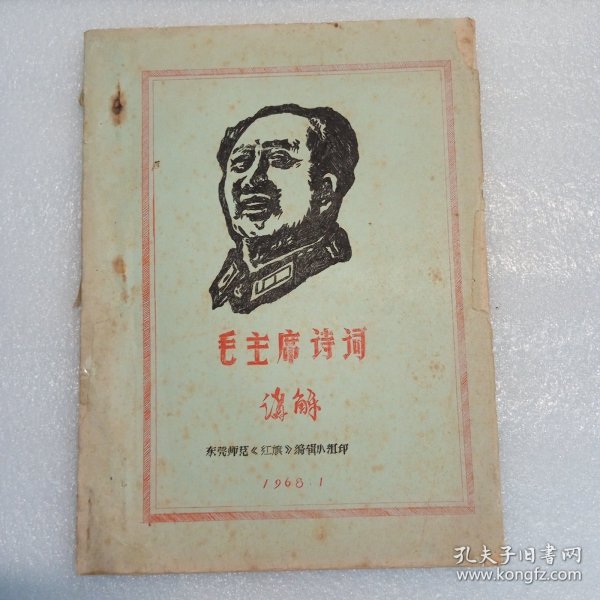 毛主席诗词
讲解
东莞师范《红旗》编辑小组印
1968.1
孔夫子旧书网
www.kongfz.com